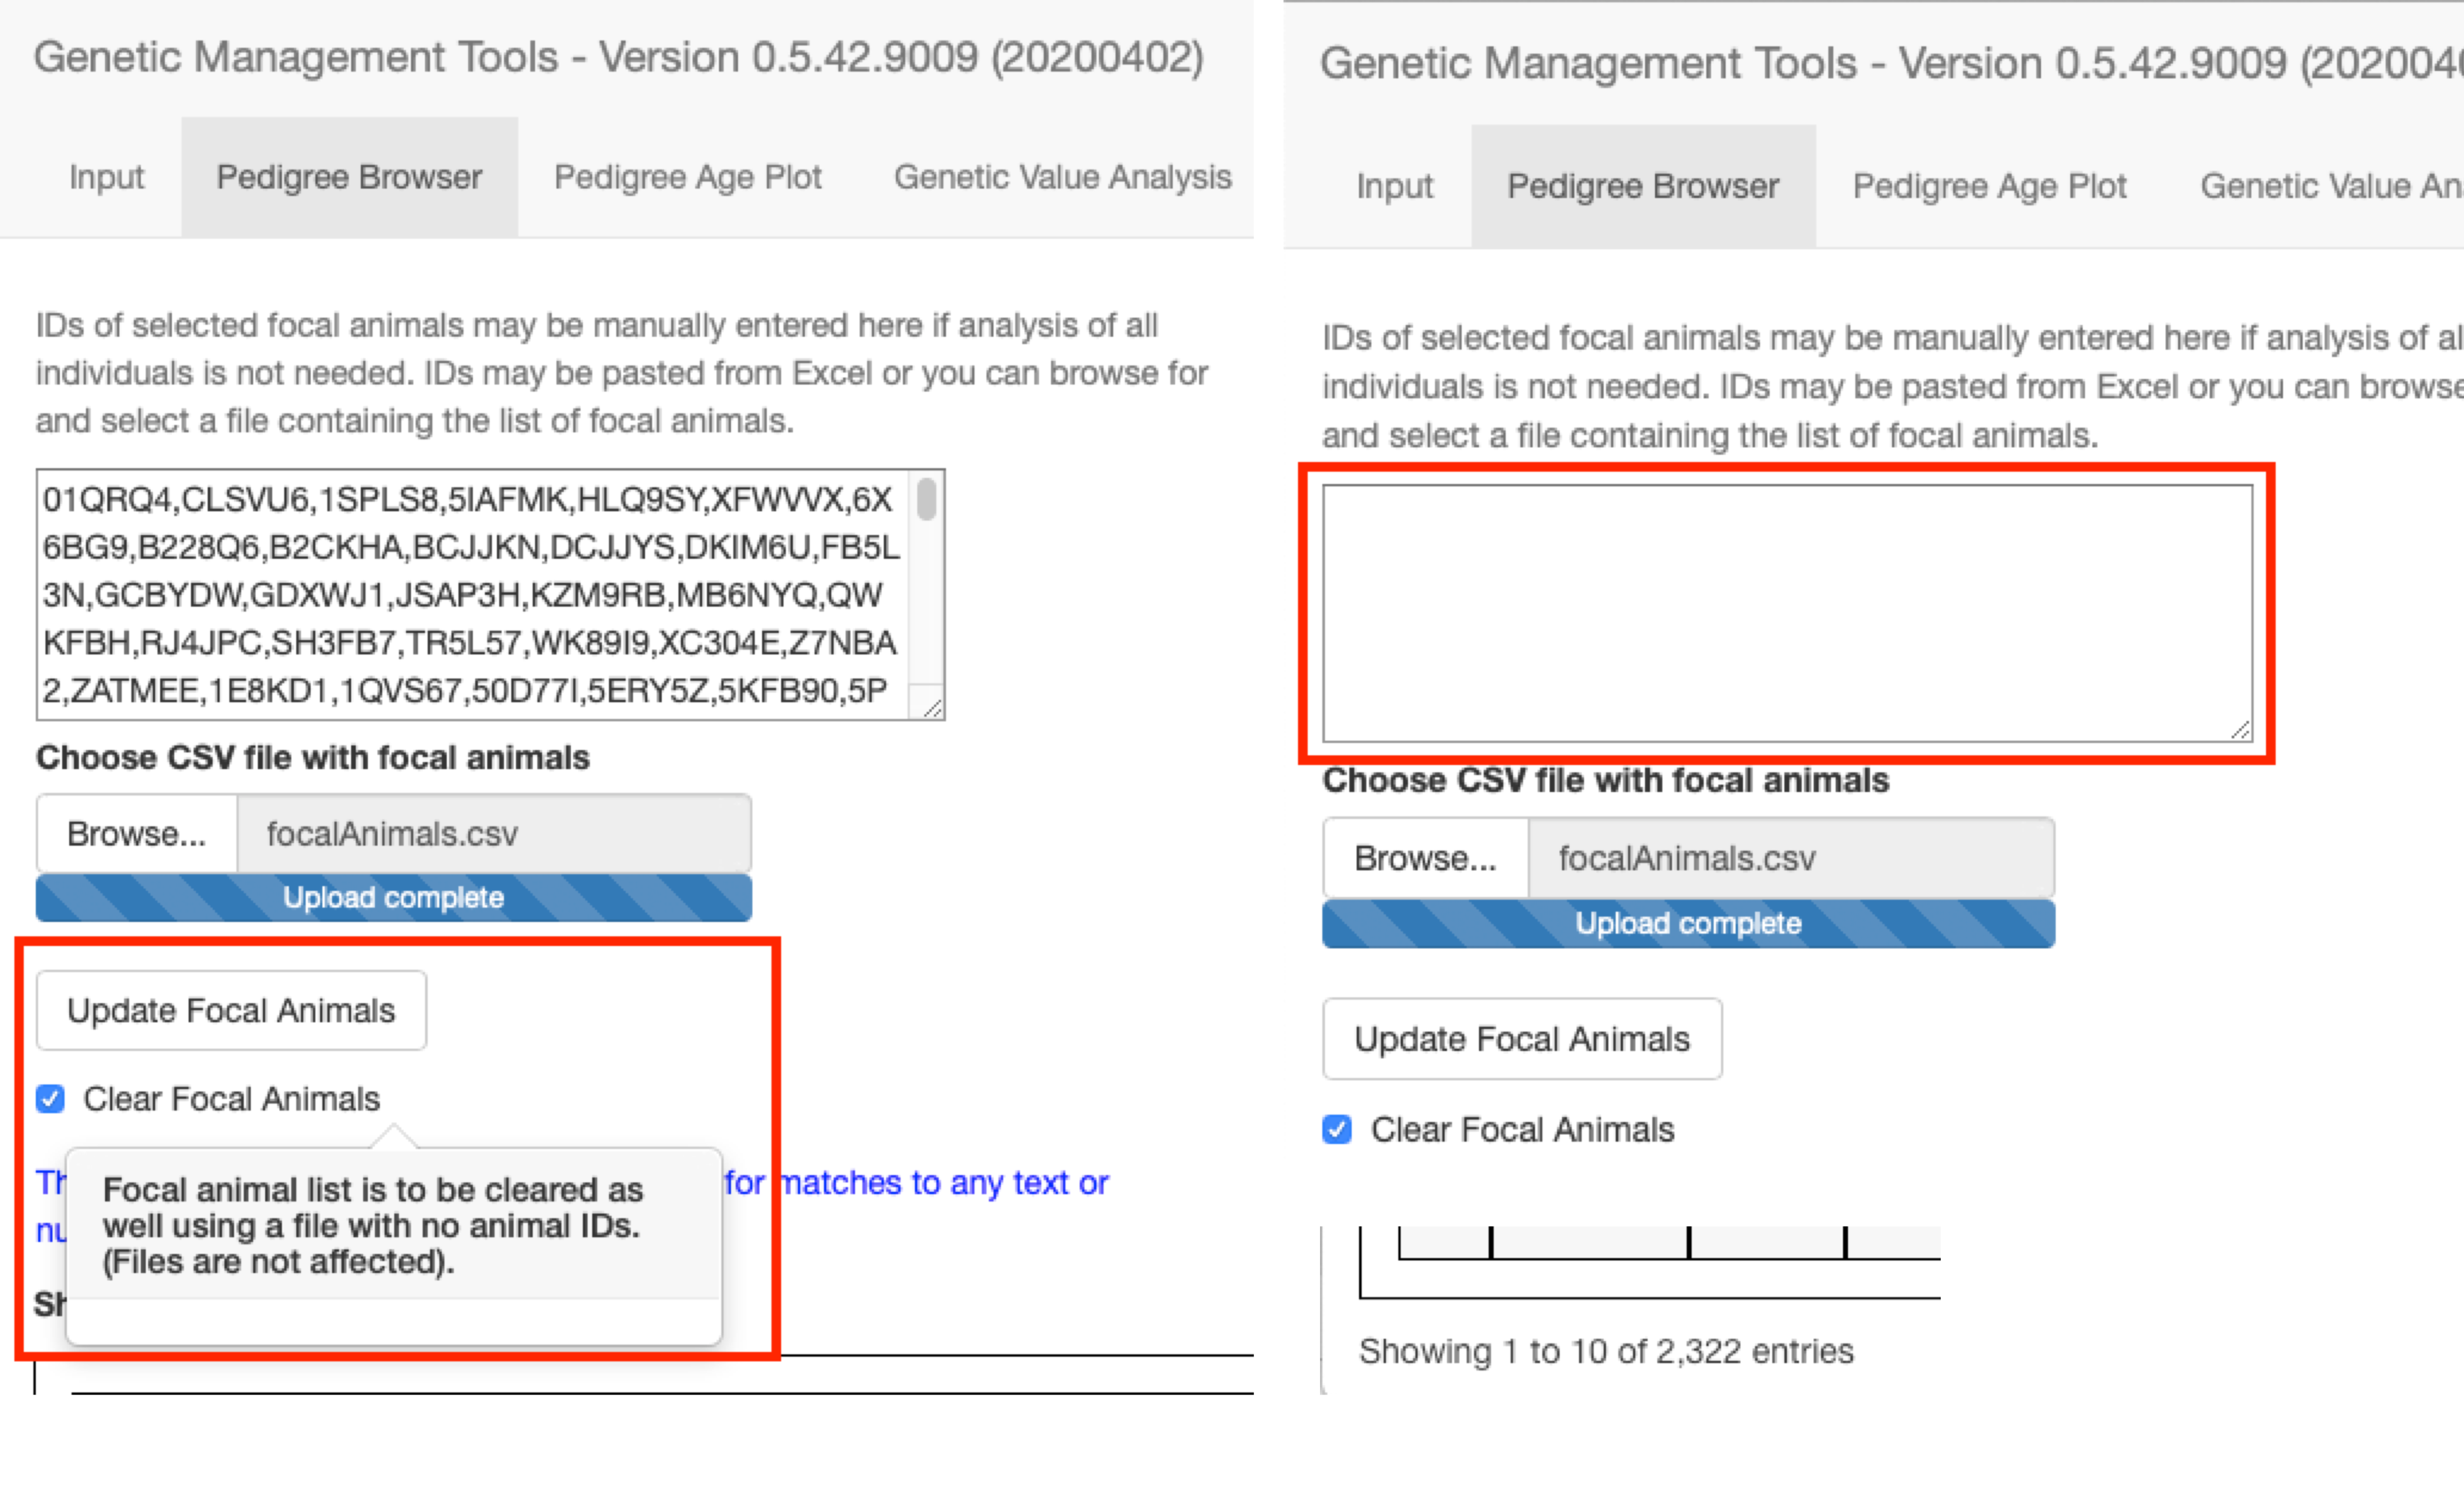 Genetic Management Tools - Version 0.5.42.9009 (20200402)
Input Pedigree Browser Pedigree Age Plot Genetic Value Analysis
IDs of selected focal animals may be manually entered here if analysis of all
individuals is not needed. IDs may be pasted from Excel or you can browse for
and select a file containing the list of focal animals.
01QRQ4,CLSVU6,1SPLS8,5IAFMK,HLQ9SY,XFWVVX,6X
6BG9,B228Q6,B2CKHA,BCJJKN,DCJJYS,DKIM6U,FB5L
3N,GCBYDW,GDXWJ1,JSAP3H,KZM9RB,MB6NYQ,QW
KFBH,RJ4JPC,SH3FB7,TR5L57,WK89I9,XC304E,Z7NBA
2,ZATMEE,1E8KD1,1QVS67,50D77I,5ERY5Z,5KFB90,5P
Choose CSV file with focal animals
Browse... focalAnimals.csv
Upload complete
Update Focal Animals
Clear Focal Animals
Th for matches to any text or
nu
Focal animal list is to be cleared as
well using a file with no animal IDs.
(Files are not affected).
Sh
Genetic Management Tools - Version 0.5.42.9009 (202004
Input Pedigree Browser Pedigree Age Plot Genetic Value An
IDs of selected focal animals may be manually entered here if analysis of al
individuals is not needed. IDs may be pasted from Excel or you can browse
and select a file containing the list of focal animals.
Choose CSV file with focal animals
Browse... focalAnimals.csv
Upload complete
Update Focal Animals
Clear Focal Animals
Showing 1 to 10 of 2,322 entries